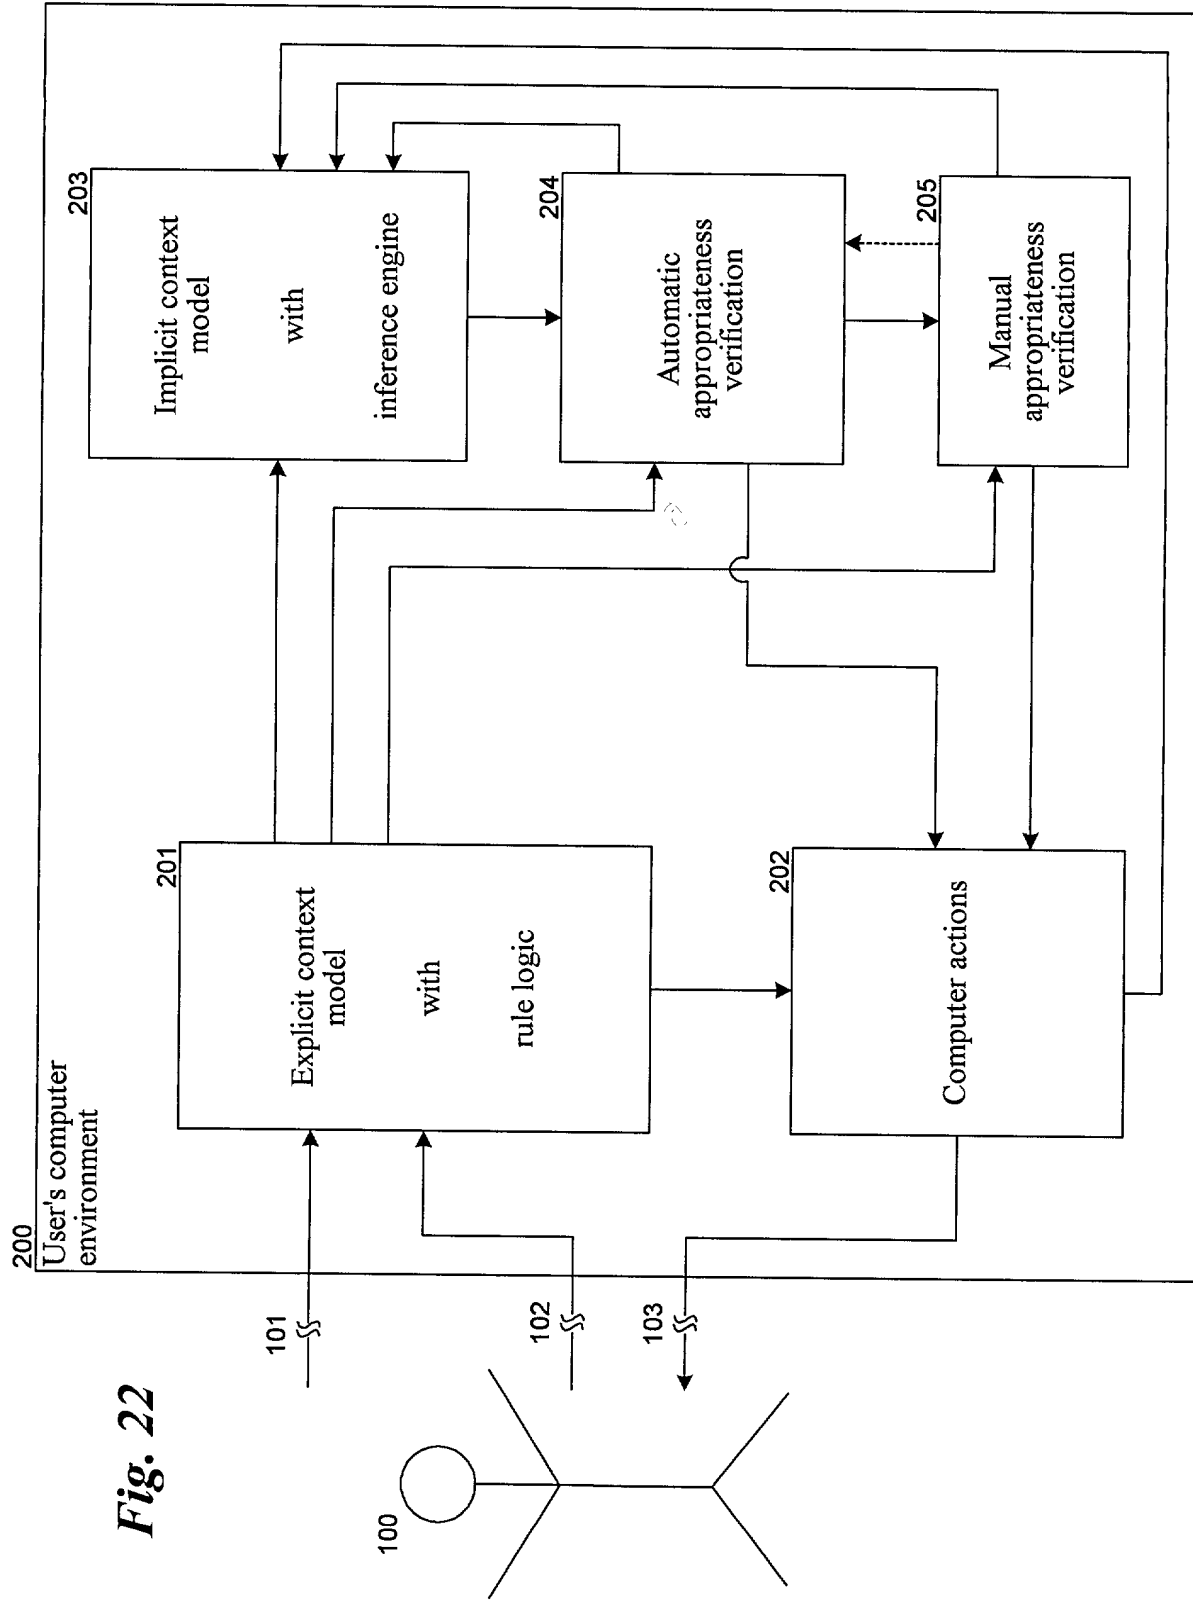 Fig. 22
200
User's computer
environment
100
101
102
103
201
Explicit context
model
with
rule logic
202
Computer actions
203
Implicit context
model
with
inference engine
204
Automatic
appropriateness
verification
205
Manual
appropriateness
verification